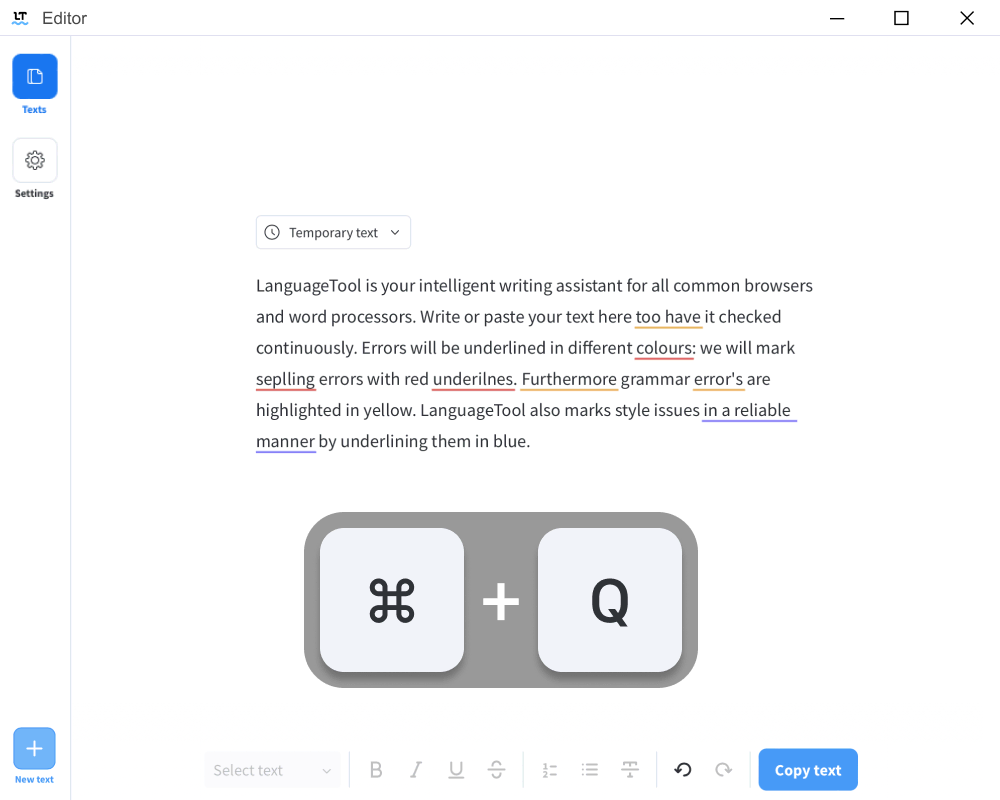 LT Editor
Texts
Settings
Temporary text
LanguageTool is your intelligent writing assistant for all common browsers
and word processors. Write or paste your text here too have it checked
continuously. Errors will be underlined in different colours: we will mark
seplling errors with red underilnes. Furthermore grammar error's are
highlighted in yellow. LanguageTool also marks style issues in a reliable
manner by underlining them in blue.
⌘ + Q
New text
Select text
B I U S T
Copy text